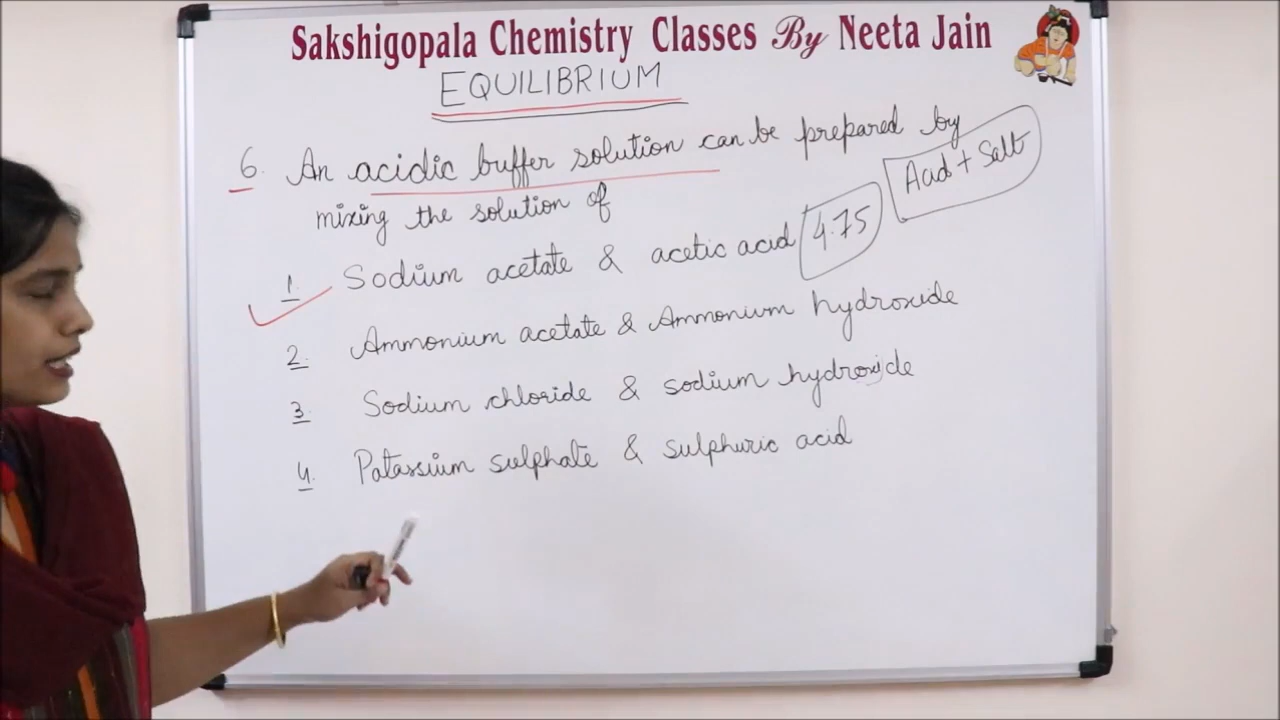 Sakshigopala Chemistry Classes By Neeta Jain
EQUILIBRIUM
6. An acidic buffer solution can be prepared by
mixing the solution of
Acid + Salt
1. Sodium acetate & acetic acid 4.75
2. Ammonium acetate & Ammonium hydroxide
3. Sodium chloride & sodium hydroxide
4. Patassium sulphate & sulphuric acid